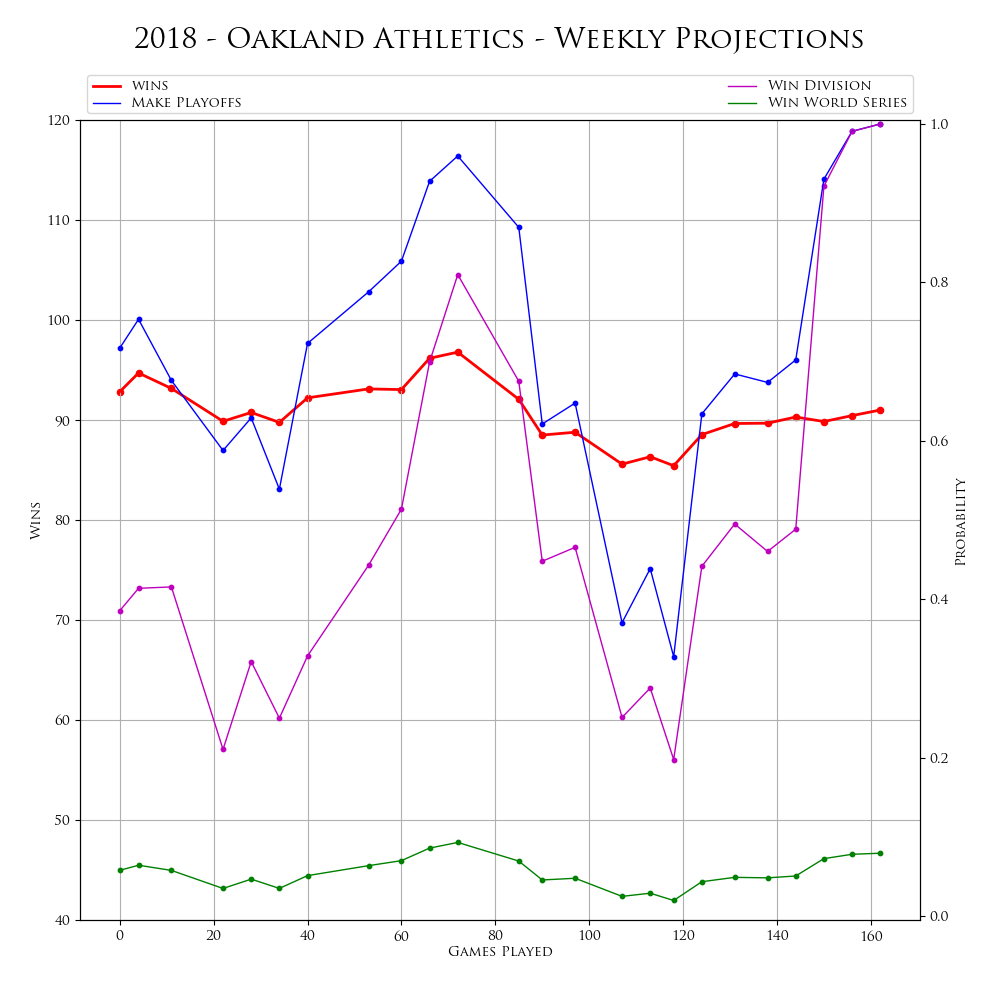 2018 - Oakland Athletics - Weekly Projections
wins
Make Playoffs
Win Division
Win World Series
120
110
100
90
80
70
60
50
40
Wins
1.0
0.8
0.6
0.4
0.2
0.0
Probability
0 20 40 60 80 100 120 140 160
Games Played